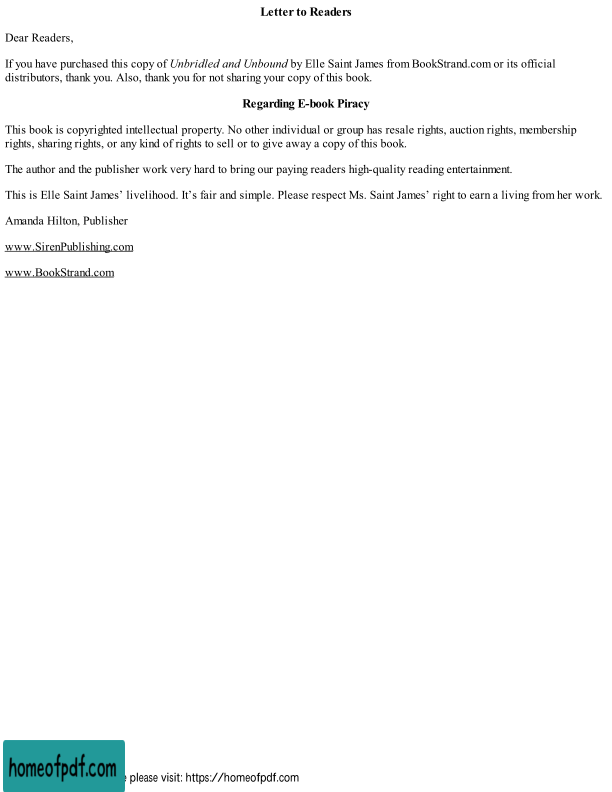 Letter to Readers
Dear Readers,
If you have purchased this copy of Unbridled and Unbound by Elle Saint James from BookStrand.com or its official
distributors, thank you. Also, thank you for not sharing your copy of this book.
Regarding E-book Piracy
This book is copyrighted intellectual property. No other individual or group has resale rights, auction rights, membership
rights, sharing rights, or any kind of rights to sell or to give away a copy of this book.
The author and the publisher work very hard to bring our paying readers high-quality reading entertainment.
This is Elle Saint James’ livelihood. It’s fair and simple. Please respect Ms. Saint James’ right to earn a living from her work.
Amanda Hilton, Publisher
www.SirenPublishing.com
www.BookStrand.com
homeofpdf.com
please visit: https://homeofpdf.com